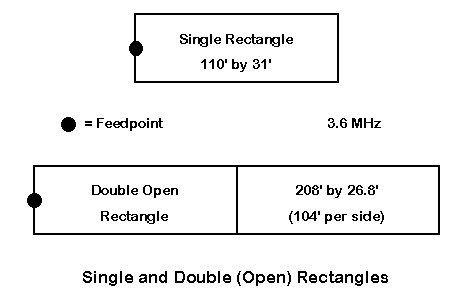 Single Rectangle
110' by 31'
= Feedpoint
3.6 MHz
Double Open
Rectangle
208' by 26.8'
(104' per side)
Single and Double (Open) Rectangles